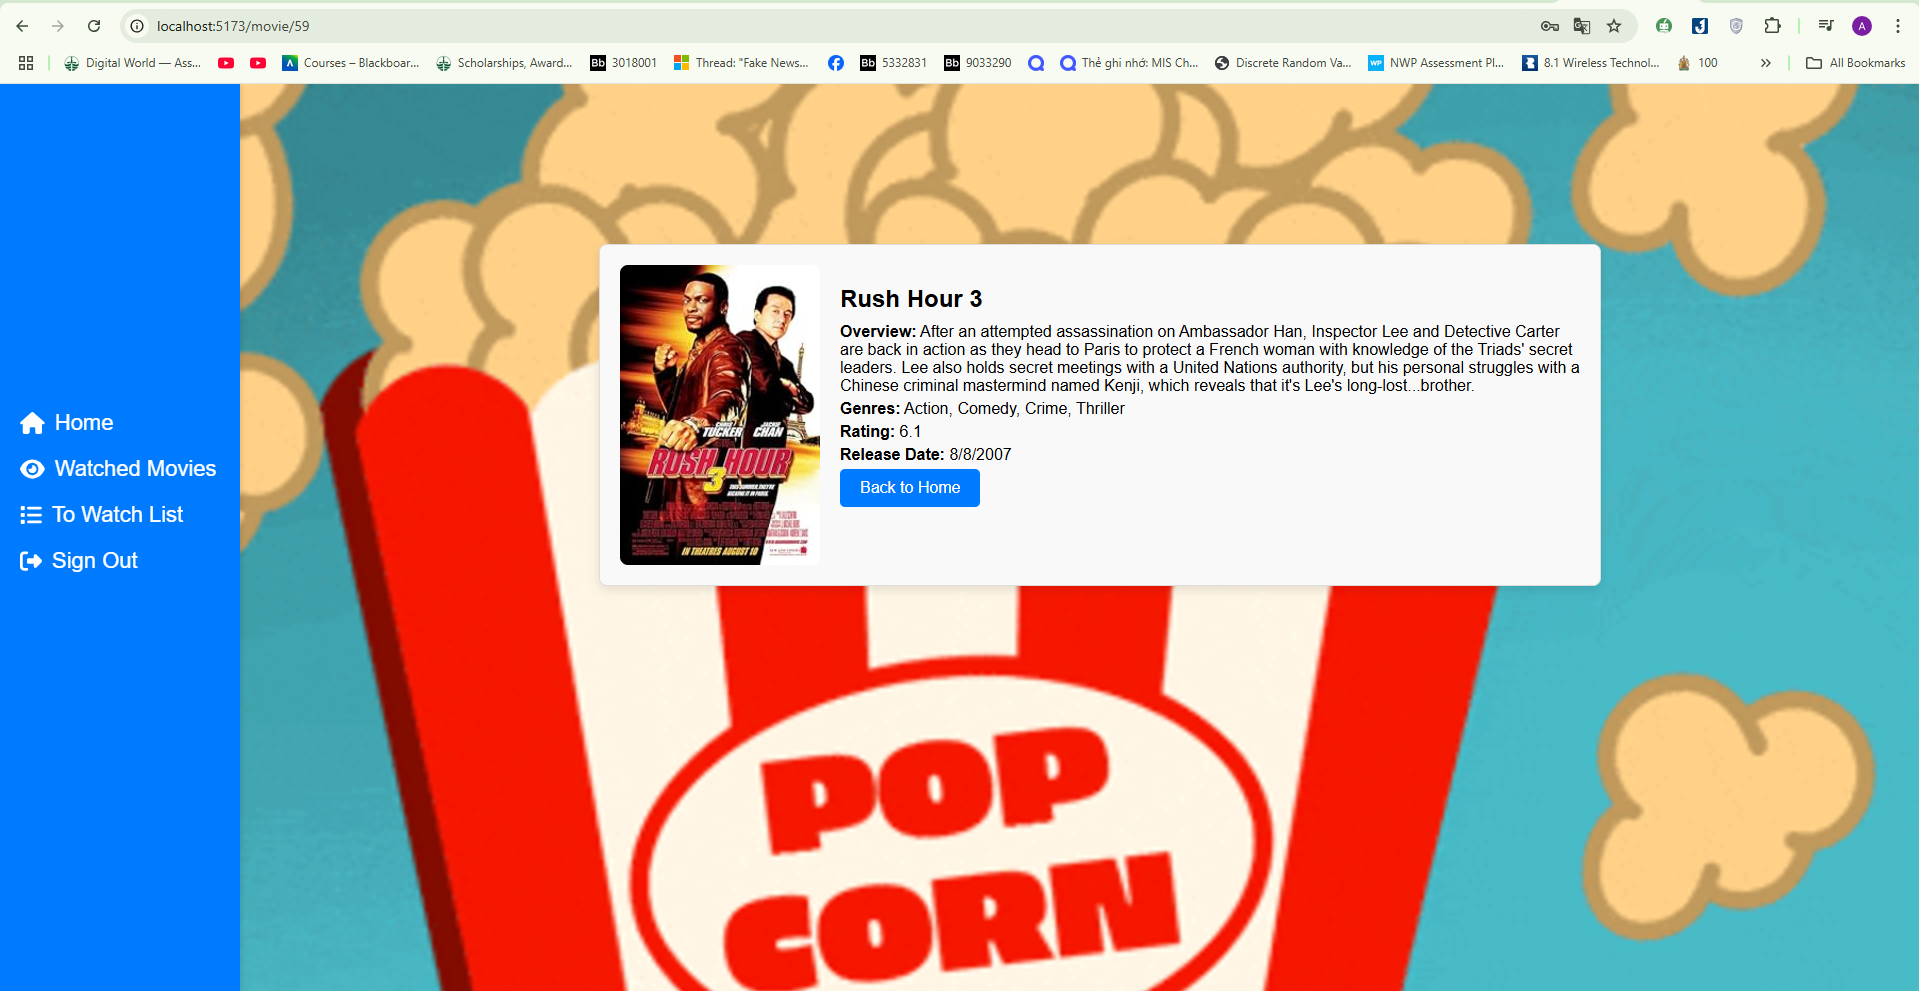 localhost:5173/movie/59
A
Digital World — Ass...
Courses – Blackboar...
Scholarships, Award...
Bb 3018001
Thread: "Fake News...
Bb 5332831
Bb 9033290
Thẻ ghi nhớ: MIS Ch...
Discrete Random Va...
WP NWP Assessment Pl...
8.1 Wireless Technol...
100
All Bookmarks
Home
Watched Movies
To Watch List
Sign Out
TUCKER
JACKIE CHAN
RUSH HOUR
3
IN THEATRES AUGUST 10
Rush Hour 3
Overview: After an attempted assassination on Ambassador Han, Inspector Lee and Detective Carter
are back in action as they head to Paris to protect a French woman with knowledge of the Triads' secret
leaders. Lee also holds secret meetings with a United Nations authority, but his personal struggles with a
Chinese criminal mastermind named Kenji, which reveals that it's Lee's long-lost...brother.
Genres: Action, Comedy, Crime, Thriller
Rating: 6.1
Release Date: 8/8/2007
Back to Home
POP
CORN